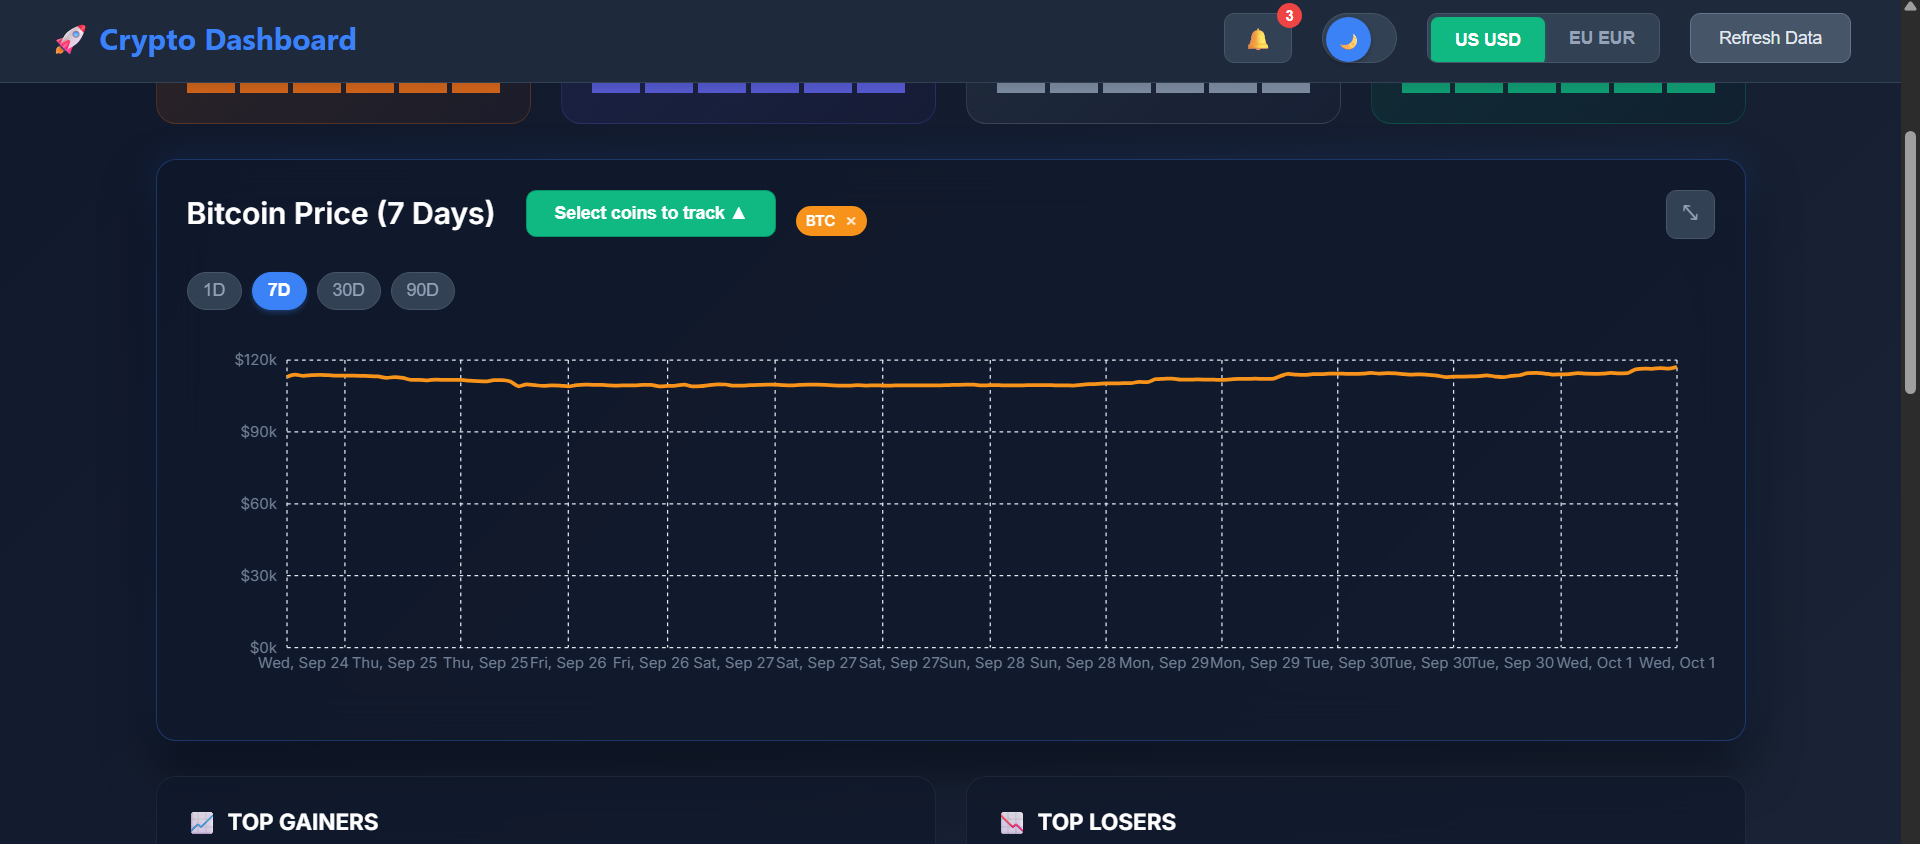 Crypto Dashboard
3
US USD
EU EUR
Refresh Data
Bitcoin Price (7 Days)
Select coins to track ▲
BTC ×
1D
7D
30D
90D
$120k
$90k
$60k
$30k
$0k
Wed, Sep 24 Thu, Sep 25 Thu, Sep 25 Fri, Sep 26 Fri, Sep 26 Sat, Sep 27 Sat, Sep 27 Sat, Sep 27 Sun, Sep 28 Sun, Sep 28 Mon, Sep 29 Mon, Sep 29 Tue, Sep 30 Tue, Sep 30 Tue, Sep 30 Wed, Oct 1 Wed, Oct 1
TOP GAINERS
TOP LOSERS